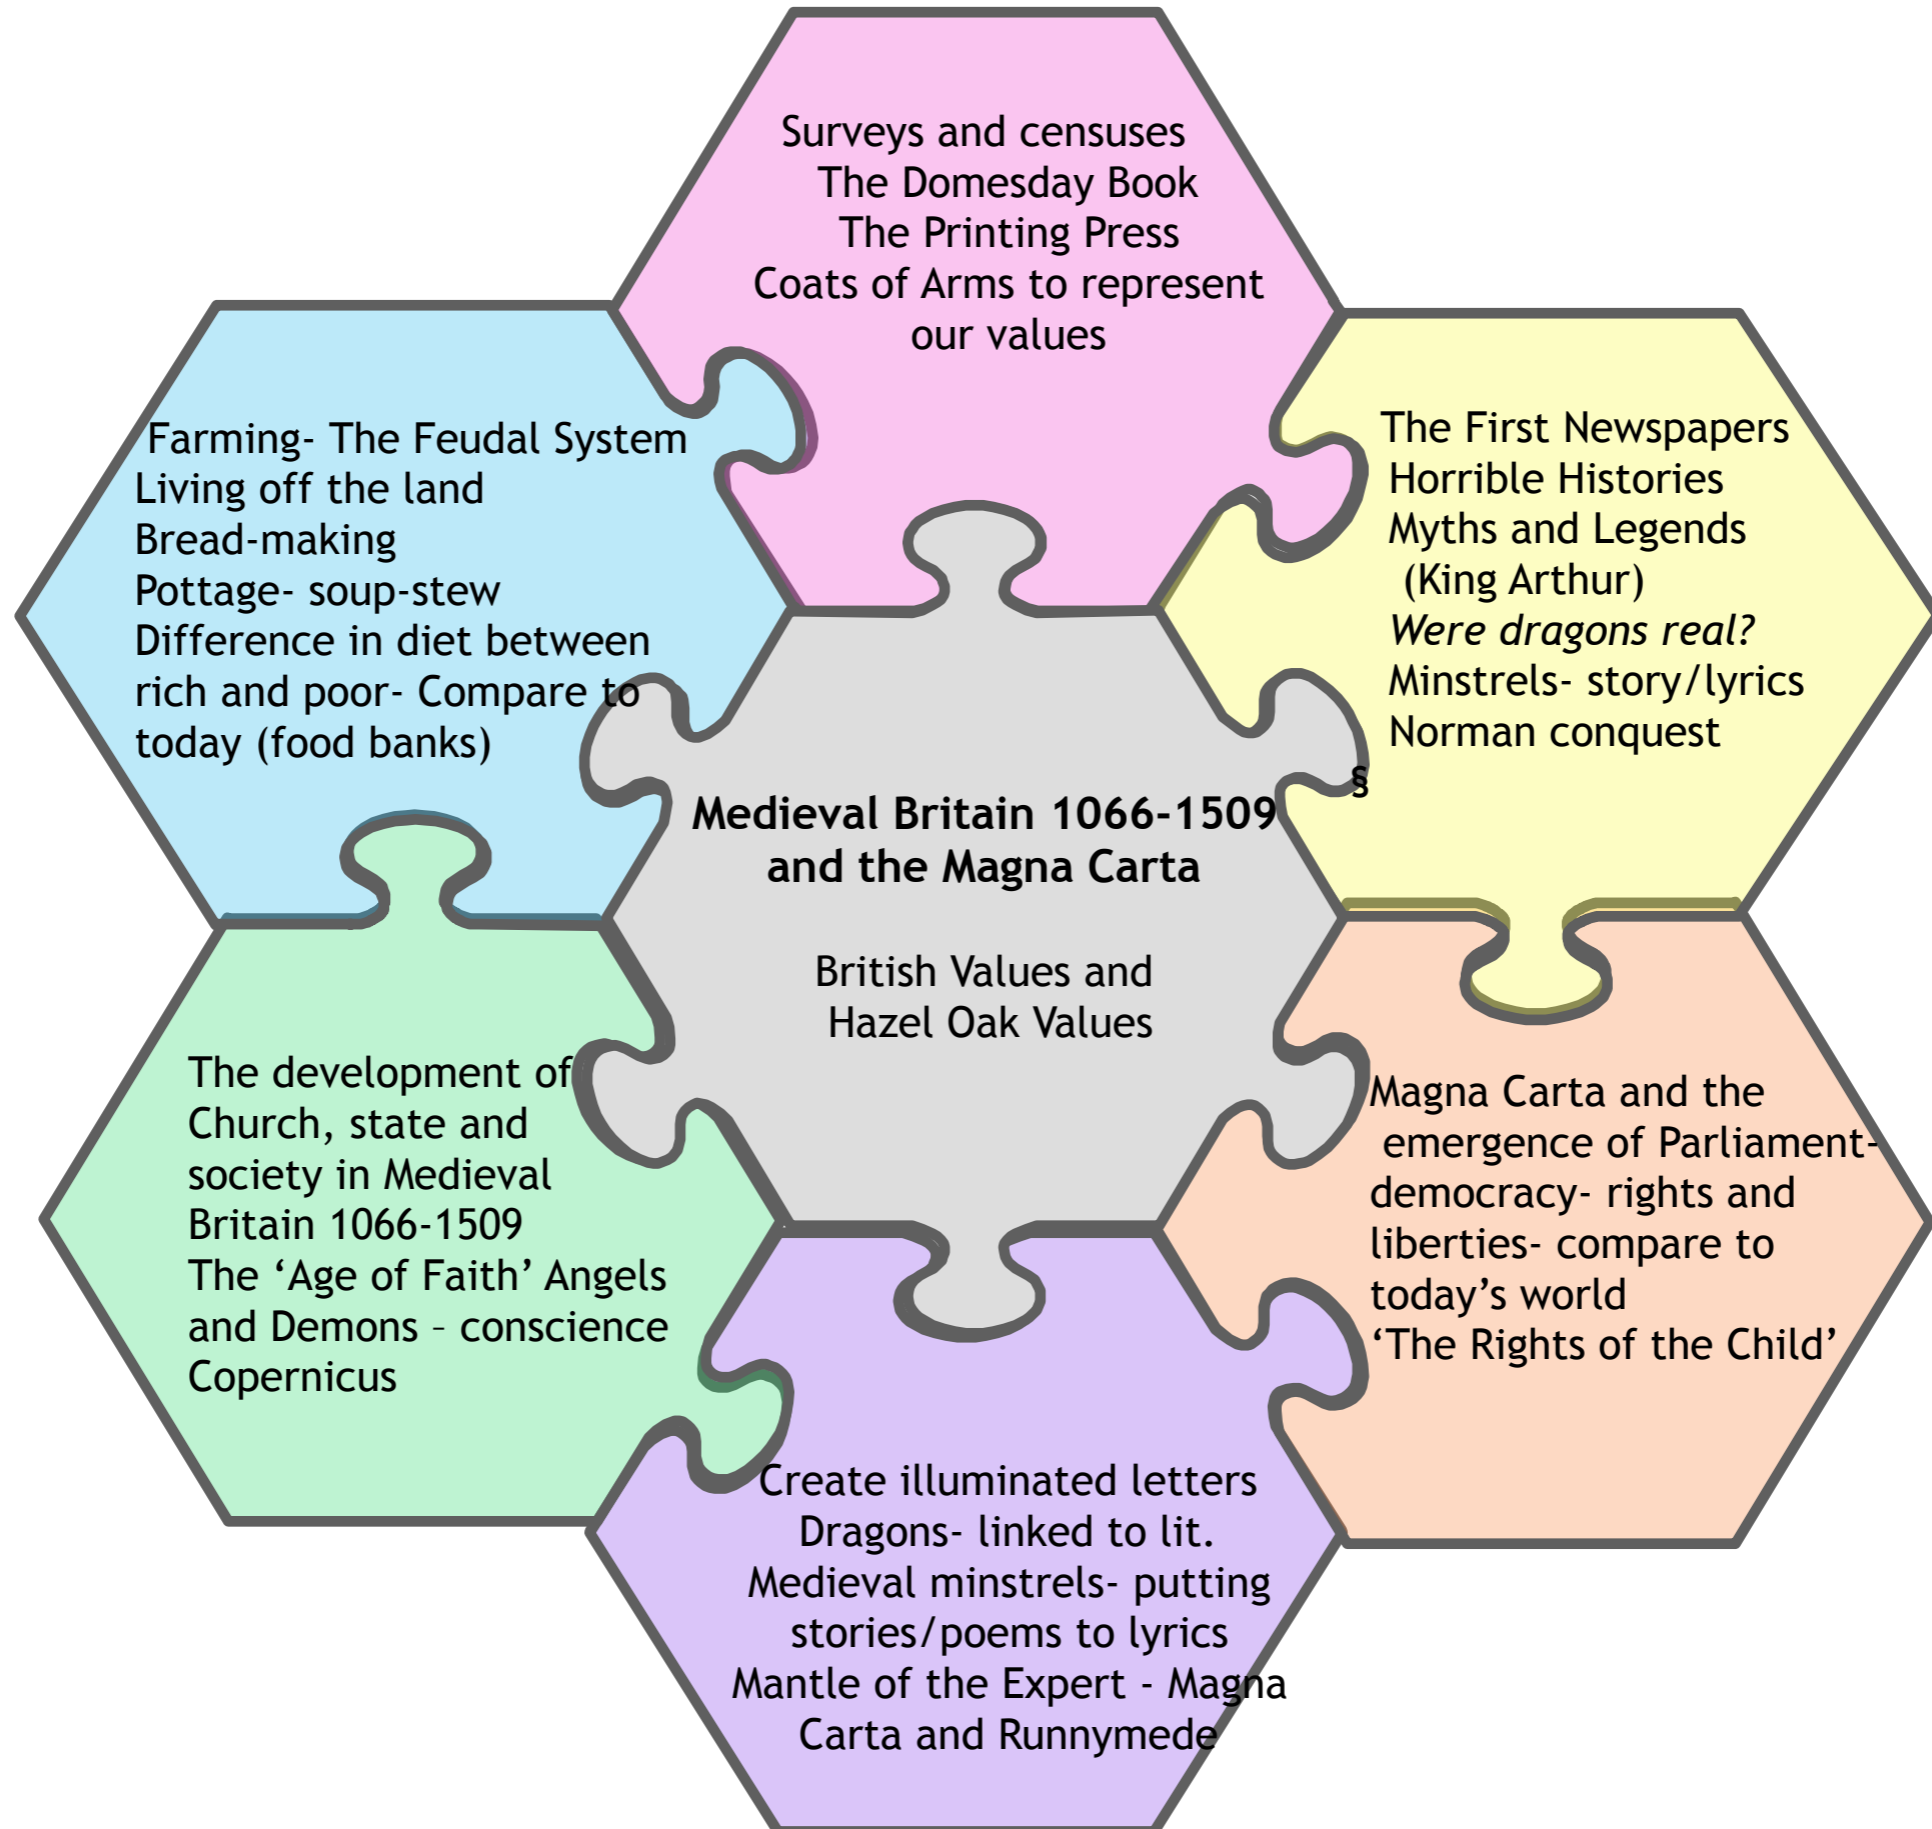 Surveys and censuses
The Domesday Book
The Printing Press
Coats of Arms to represent
our values
Farming- The Feudal System
Living off the land
Bread-making
Pottage- soup-stew
Difference in diet between
rich and poor- Compare to
today (food banks)
The First Newspapers
Horrible Histories
Myths and Legends
(King Arthur)
Were dragons real?
Minstrels- story/lyrics
Norman conquest
§
Medieval Britain 1066-1509
and the Magna Carta
British Values and
Hazel Oak Values
The development of
Church, state and
society in Medieval
Britain 1066-1509
The ‘Age of Faith’ Angels
and Demons – conscience
Copernicus
Magna Carta and the
emergence of Parliament-
democracy- rights and
liberties- compare to
today’s world
‘The Rights of the Child’
Create illuminated letters
Dragons- linked to lit.
Medieval minstrels- putting
stories/poems to lyrics
Mantle of the Expert - Magna
Carta and Runnymede